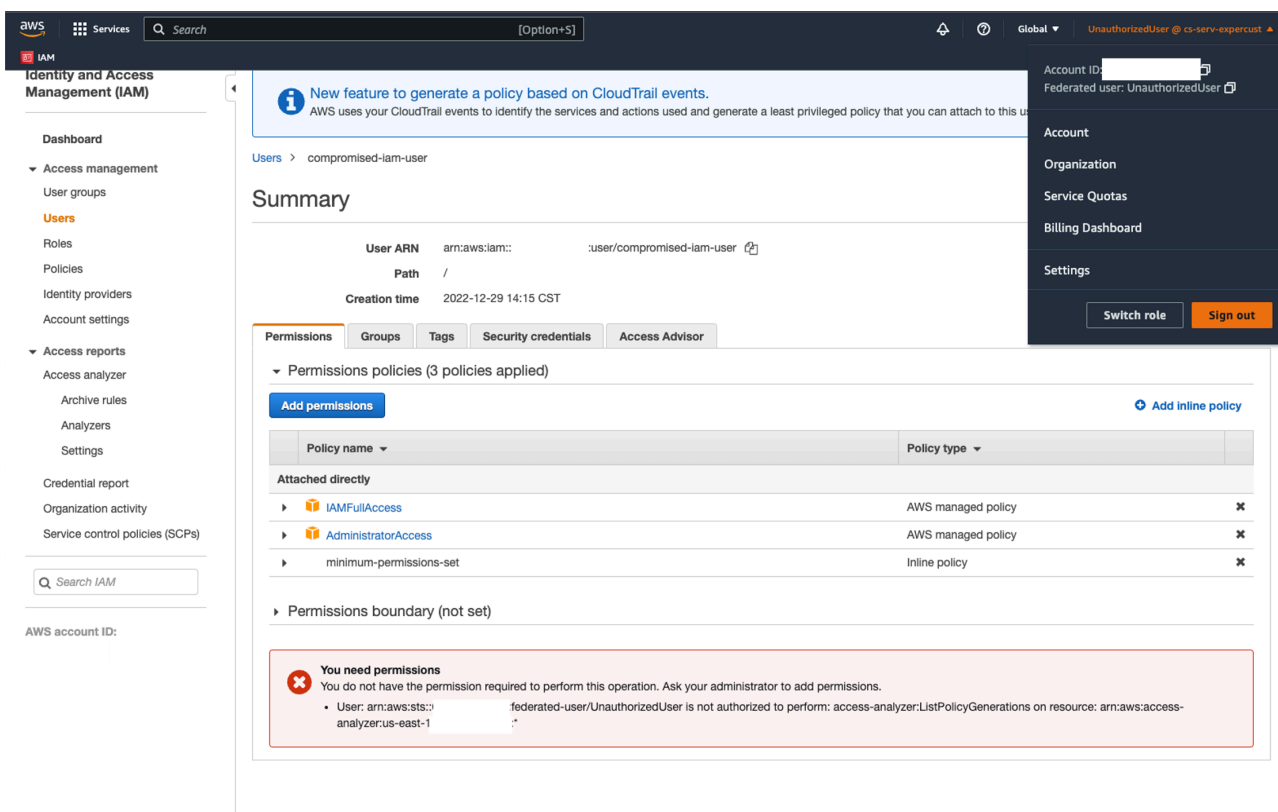 aws Services Search [Option+S] Global UnauthorizedUser @ cs-serv-expercust
IAM
Identity and Access
Management (IAM)
Dashboard
Access management
User groups
Users
Roles
Policies
Identity providers
Account settings
Access reports
Access analyzer
Archive rules
Analyzers
Settings
Credential report
Organization activity
Service control policies (SCPs)
Search IAM
AWS account ID:
New feature to generate a policy based on CloudTrail events.
AWS uses your CloudTrail events to identify the services and actions used and generate a least privileged policy that you can attach to this
Users > compromised-iam-user
Summary
User ARN arn:aws:iam:: :user/compromised-iam-user
Path /
Creation time 2022-12-29 14:15 CST
Permissions Groups Tags Security credentials Access Advisor
Permissions policies (3 policies applied)
Add permissions Add inline policy
Policy name Policy type
Attached directly
IAMFullAccess AWS managed policy
AdministratorAccess AWS managed policy
minimum-permissions-set Inline policy
Permissions boundary (not set)
You need permissions
You do not have the permission required to perform this operation. Ask your administrator to add permissions.
• User: arn:aws:sts:: :federated-user/UnauthorizedUser is not authorized to perform: access-analyzer:ListPolicyGenerations on resource: arn:aws:access-
analyzer:us-east-1 :*
Account ID:
Federated user: UnauthorizedUser
Account
Organization
Service Quotas
Billing Dashboard
Settings
Switch role Sign out